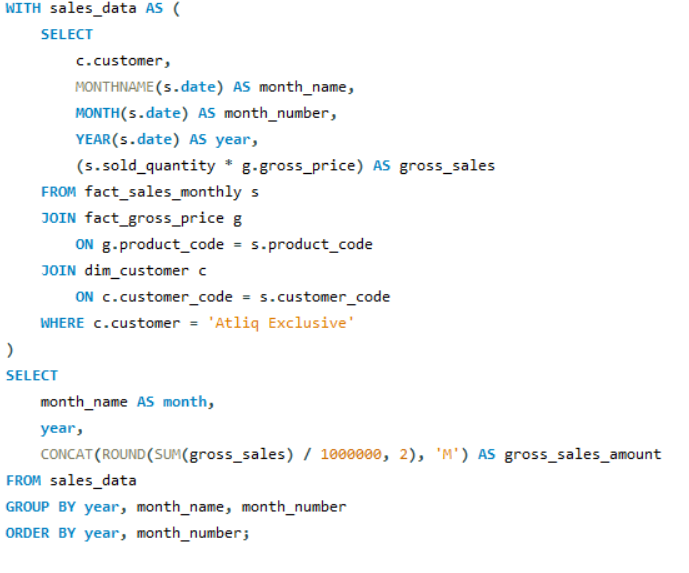 WITH sales_data AS (
    SELECT
        c.customer,
        MONTHNAME(s.date) AS month_name,
        MONTH(s.date) AS month_number,
        YEAR(s.date) AS year,
        (s.sold_quantity * g.gross_price) AS gross_sales
    FROM fact_sales_monthly s
    JOIN fact_gross_price g
        ON g.product_code = s.product_code
    JOIN dim_customer c
        ON c.customer_code = s.customer_code
    WHERE c.customer = 'Atliq Exclusive'
)
SELECT
    month_name AS month,
    year,
    CONCAT(ROUND(SUM(gross_sales) / 1000000, 2), 'M') AS gross_sales_amount
FROM sales_data
GROUP BY year, month_name, month_number
ORDER BY year, month_number;